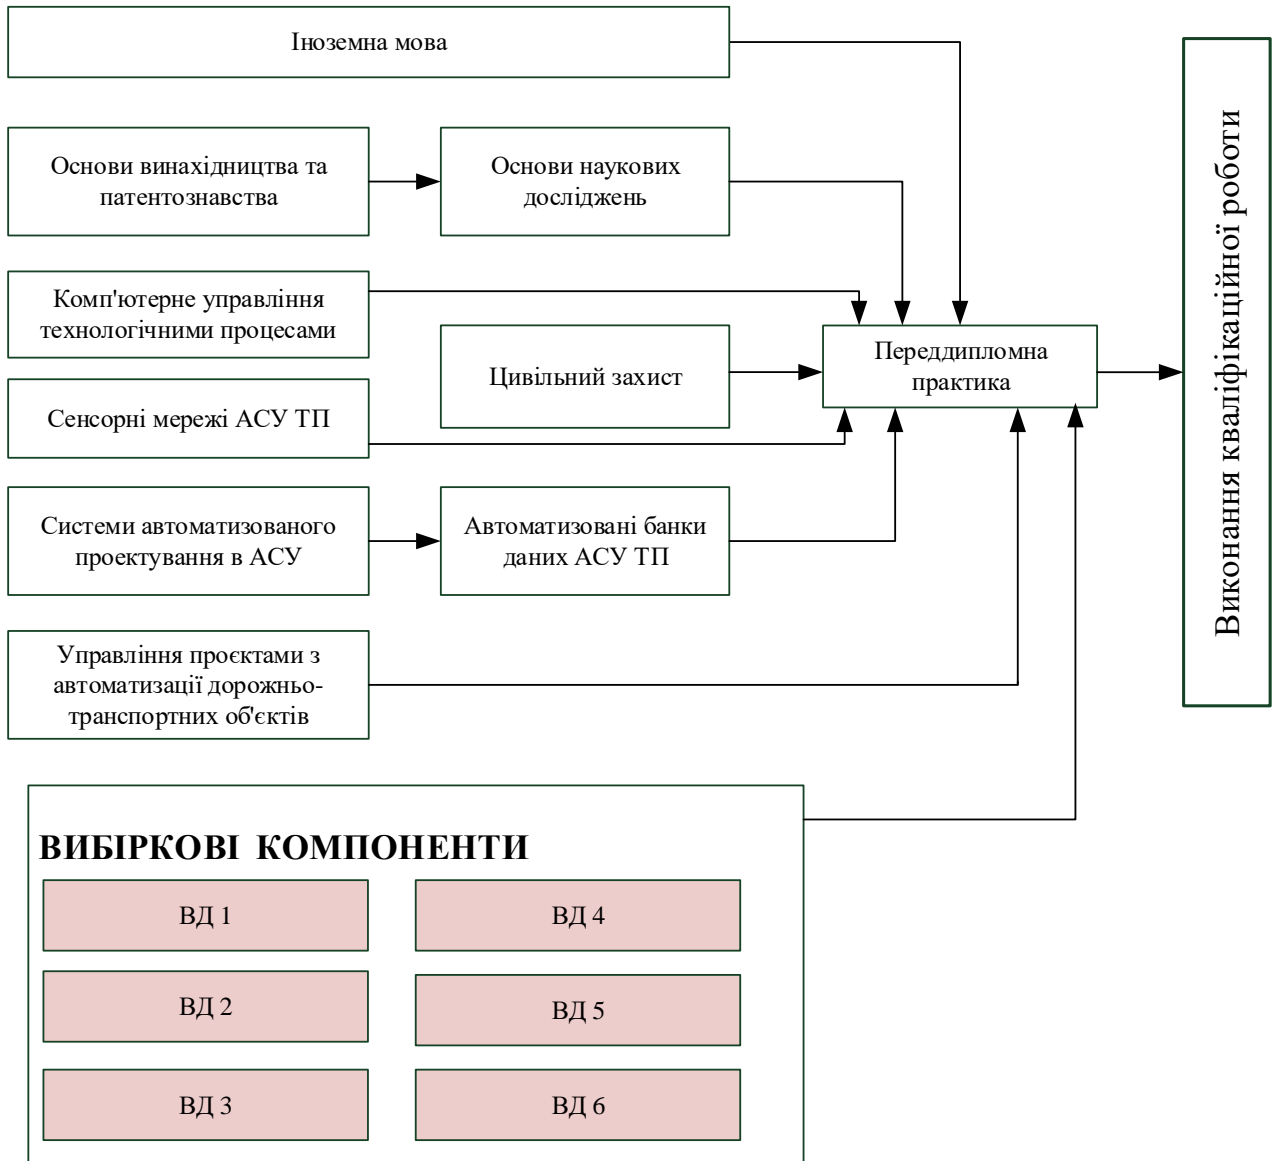 Іноземна мова
Основи винахідництва та
патентознавства
Основи наукових
досліджень
Комп'ютерне управління
технологічними процесами
Цивільний захист
Переддипломна
практика
Сенсорні мережі АСУ ТП
Системи автоматизованого
проектування в АСУ
Автоматизовані банки
даних АСУ ТП
Управління проєктами з
автоматизації дорожньо-
транспортних об'єктів
Виконання кваліфікаційної роботи
ВИБІРКОВІ КОМПОНЕНТИ
ВД 1
ВД 4
ВД 2
ВД 5
ВД 3
ВД 6